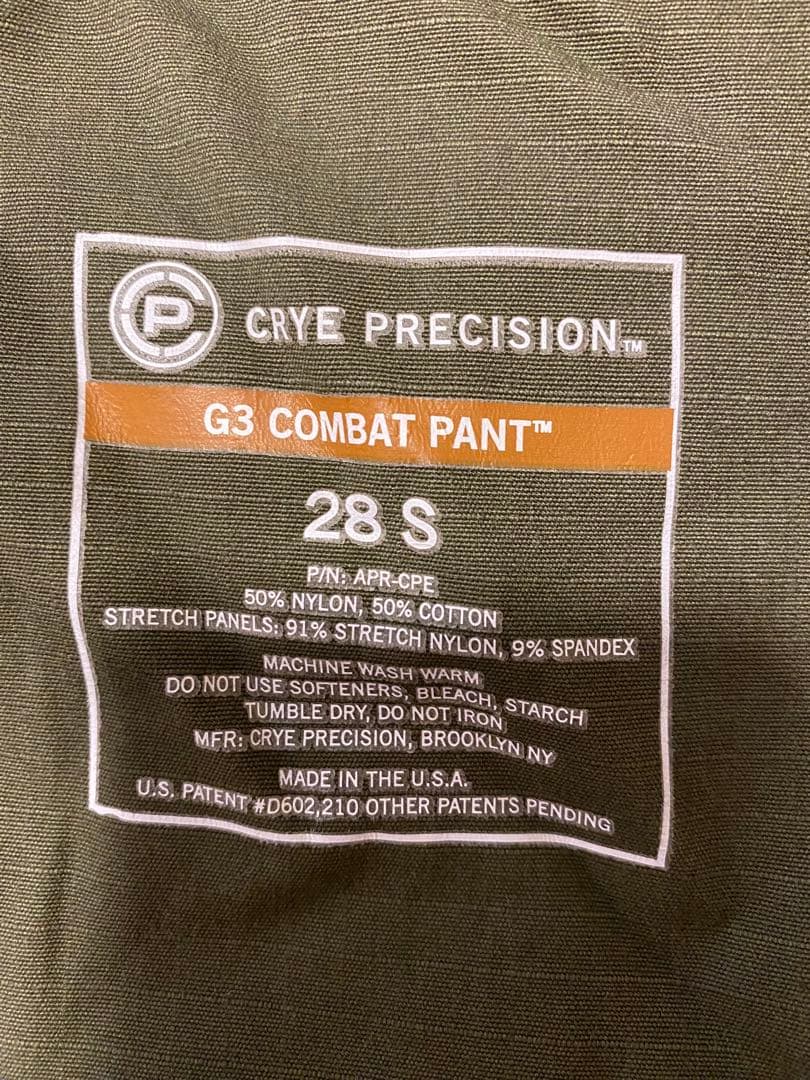 CP CRYE PRECISION™
G3 COMBAT PANT™
28 S
P/N: APR-CPE
50% NYLON, 50% COTTON
STRETCH PANELS: 91% STRETCH NYLON, 9% SPANDEX
MACHINE WASH WARM
DO NOT USE SOFTENERS, BLEACH, STARCH
TUMBLE DRY, DO NOT IRON
MFR: CRYE PRECISION, BROOKLYN NY
MADE IN THE U.S.A.
U.S. PATENT #D602,210 OTHER PATENTS PENDING